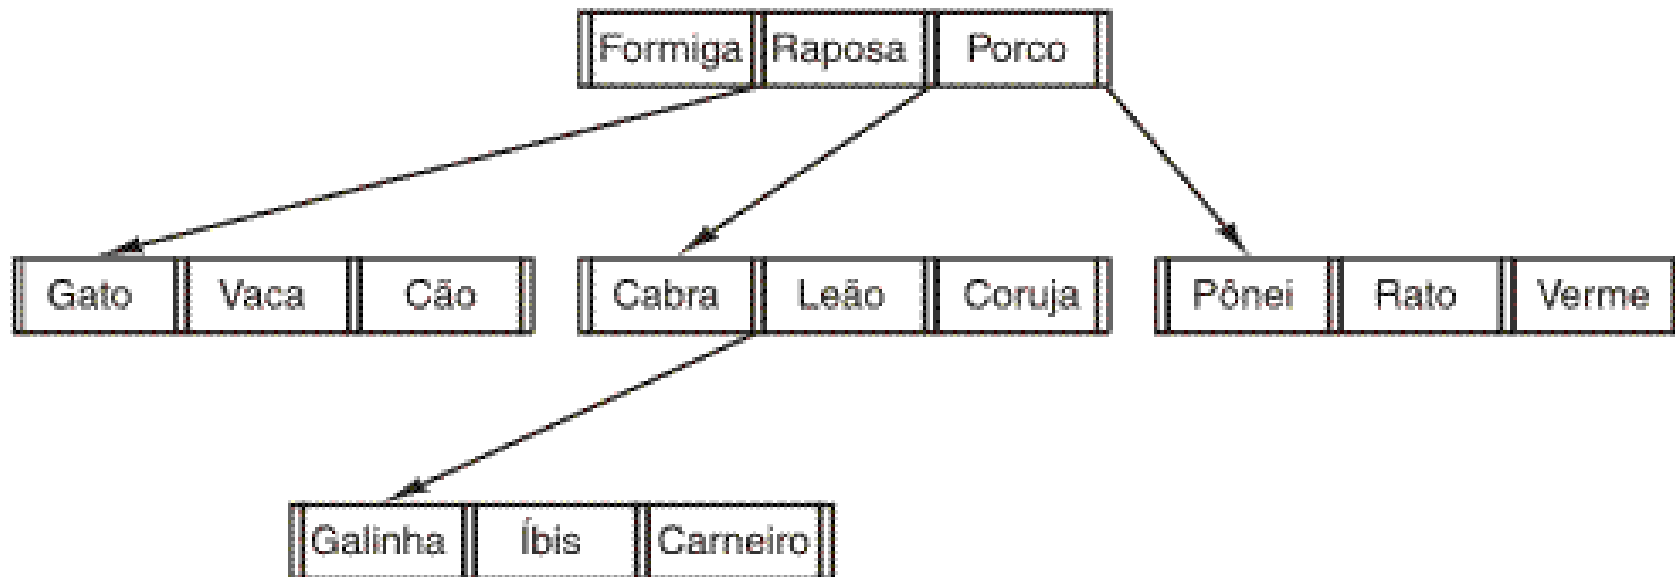 Formiga Raposa Porco
Gato Vaca Cão Cabra Leão Coruja Pônei Rato Verme
Galinha Íbis Carneiro